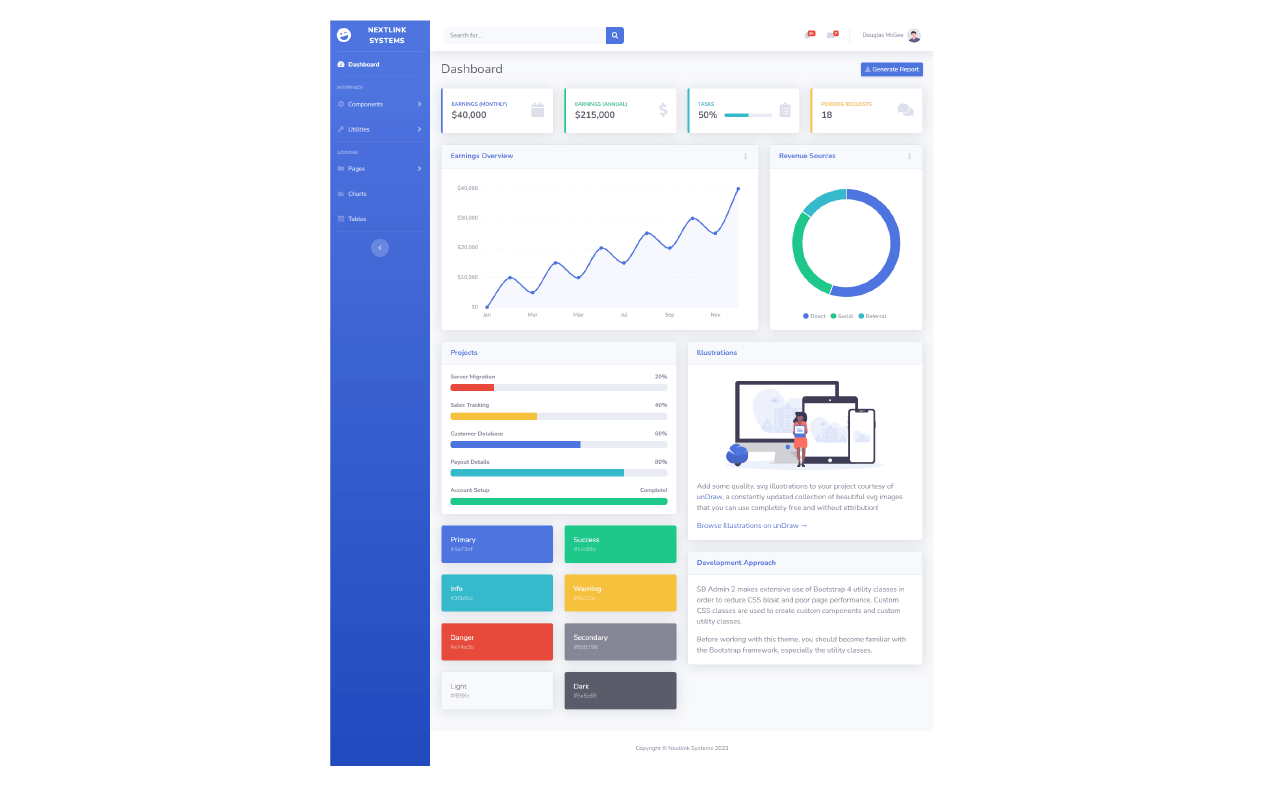 NEXTLINK
SYSTEMS
Search for...
Douglas McGee
Dashboard
INTERFACE
Components
Utilities
ADDONS
Pages
Charts
Tables
Dashboard
Generate Report
EARNINGS (MONTHLY)
$40,000
EARNINGS (ANNUAL)
$215,000
TASKS
50%
PENDING REQUESTS
18
Earnings Overview
$40,000
$30,000
$20,000
$10,000
$0
Jan
Mar
May
Jul
Sep
Nov
Revenue Sources
Direct
Social
Referral
Projects
Server Migration
20%
Sales Tracking
40%
Customer Database
60%
Payout Details
80%
Account Setup
Complete!
Primary
#4e73df
Success
#1cc88a
Info
Warning
Danger
#e74a3b
Secondary
#858796
Light
#f8f9fc
Dark
#5a5c69
Illustrations
Add some quality, svg illustrations to your project courtesy of
unDraw, a constantly updated collection of beautiful svg images
that you can use completely free and without attribution!
Browse Illustrations on unDraw →
Development Approach
SB Admin 2 makes extensive use of Bootstrap 4 utility classes in
order to reduce CSS bloat and poor page performance. Custom
CSS classes are used to create custom components and custom
utility classes.
Before working with this theme, you should become familiar with
the Bootstrap framework, especially the utility classes.
Copyright © Nextlink Systems 2023